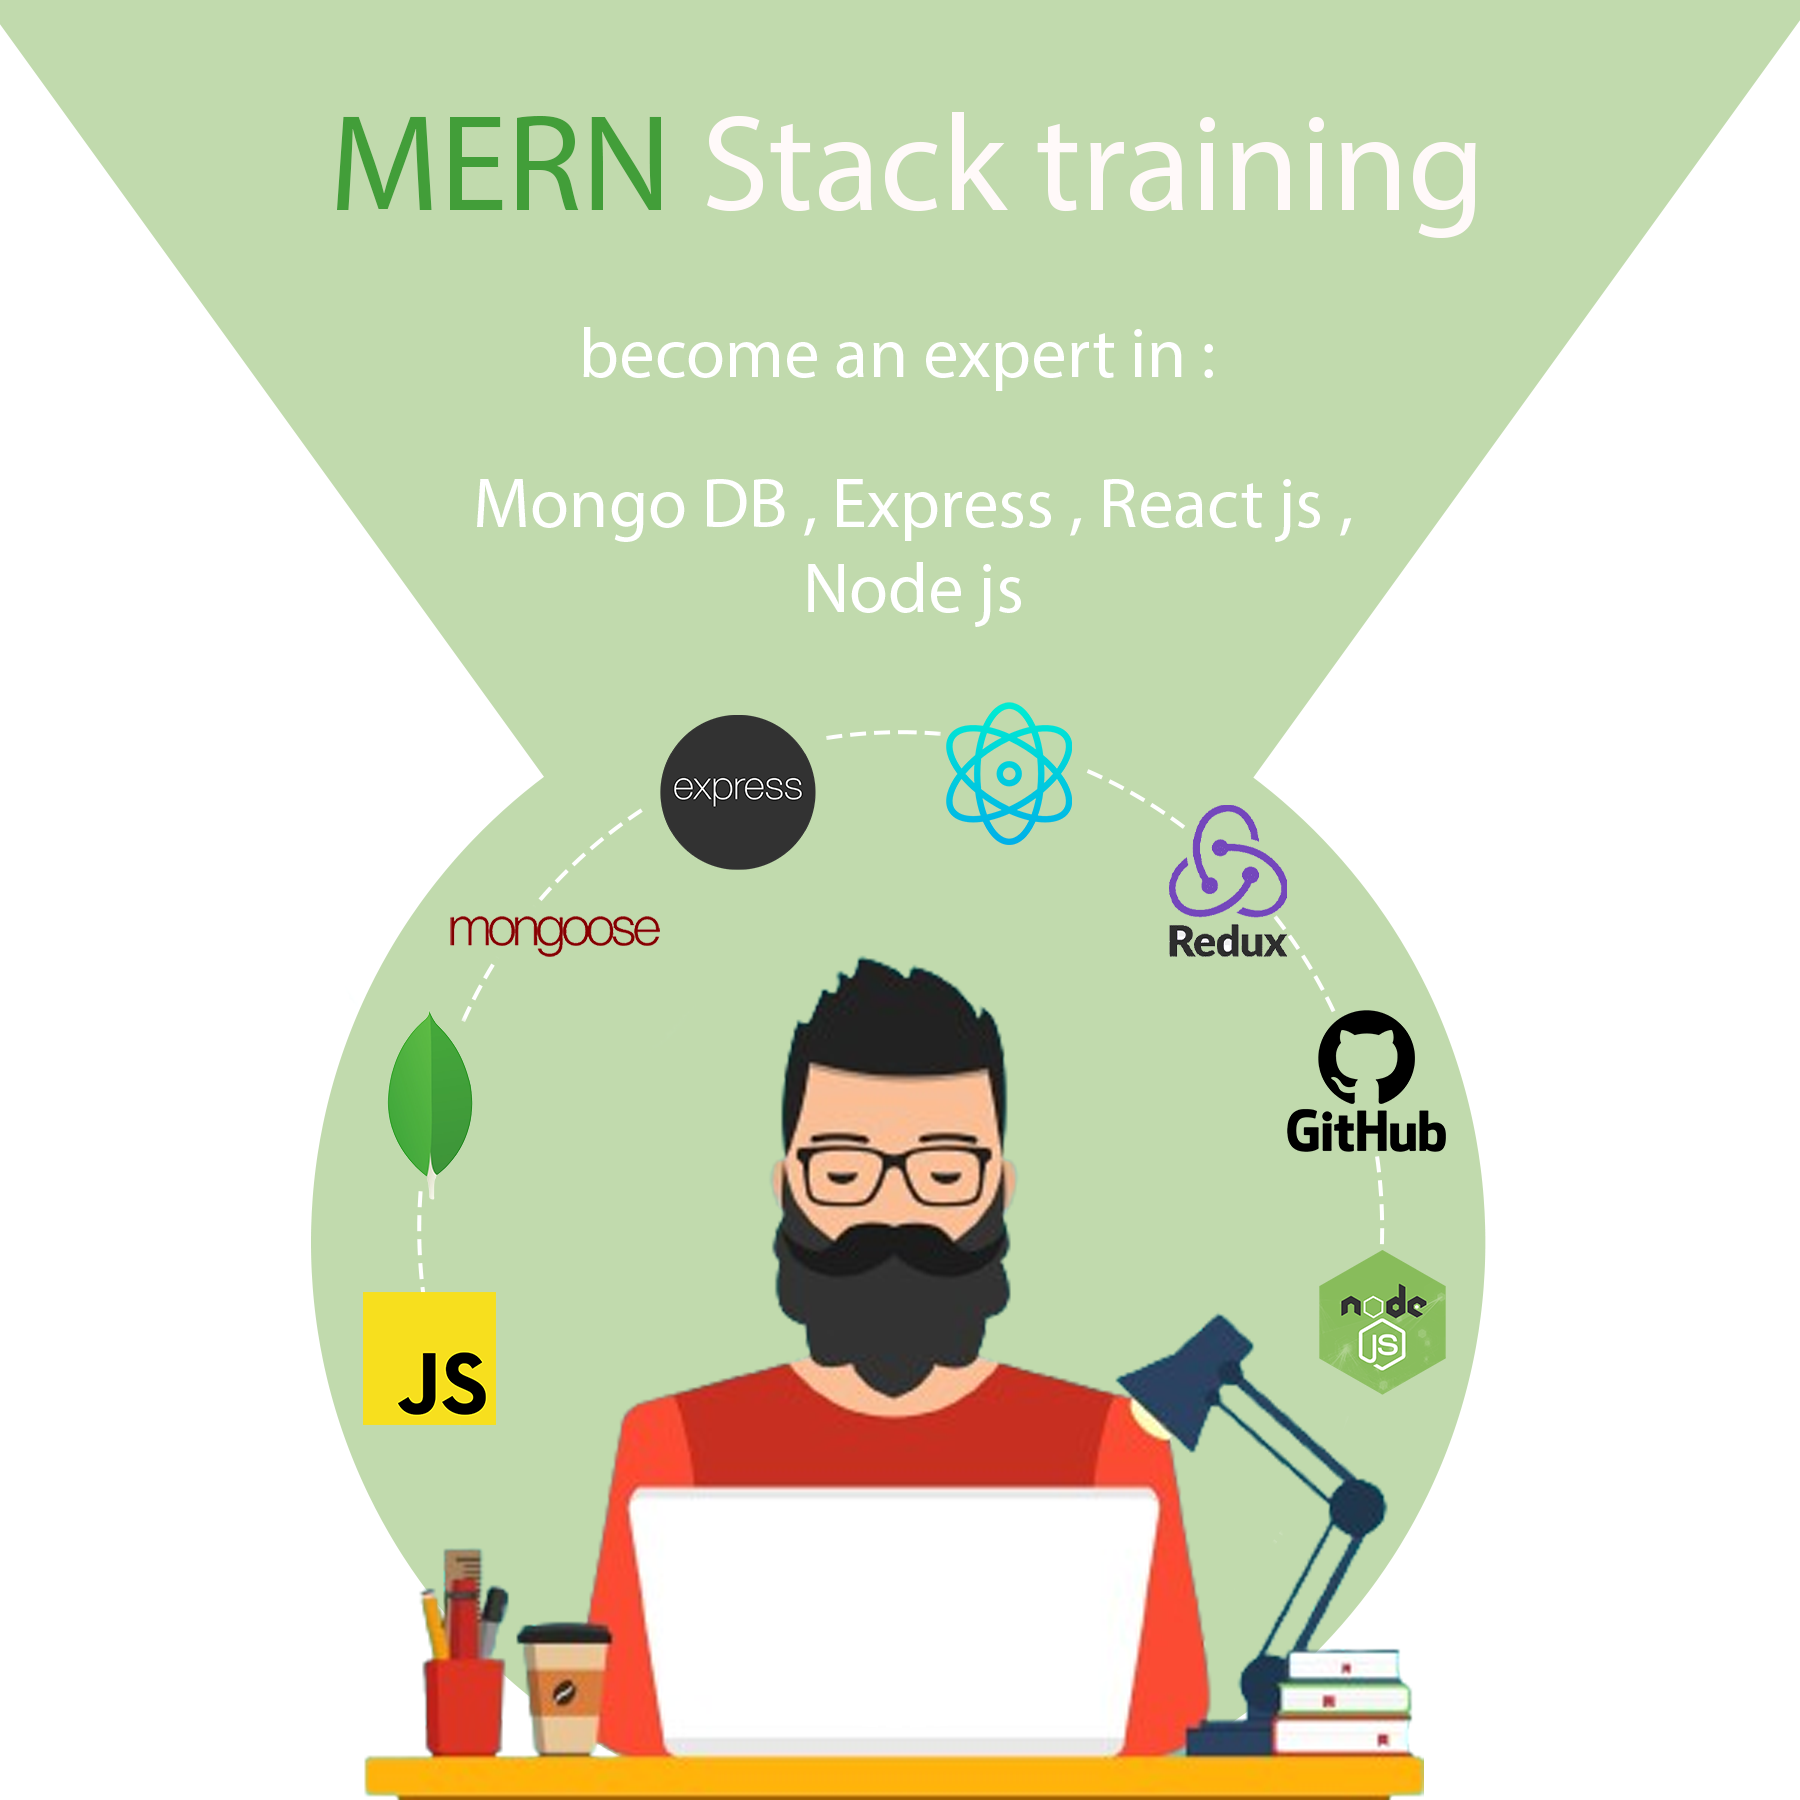 MERN Stack training
become an expert in :
Mongo DB , Express , React js ,
Node js
express
mongoose
Redux
GitHub
JS
node
JS